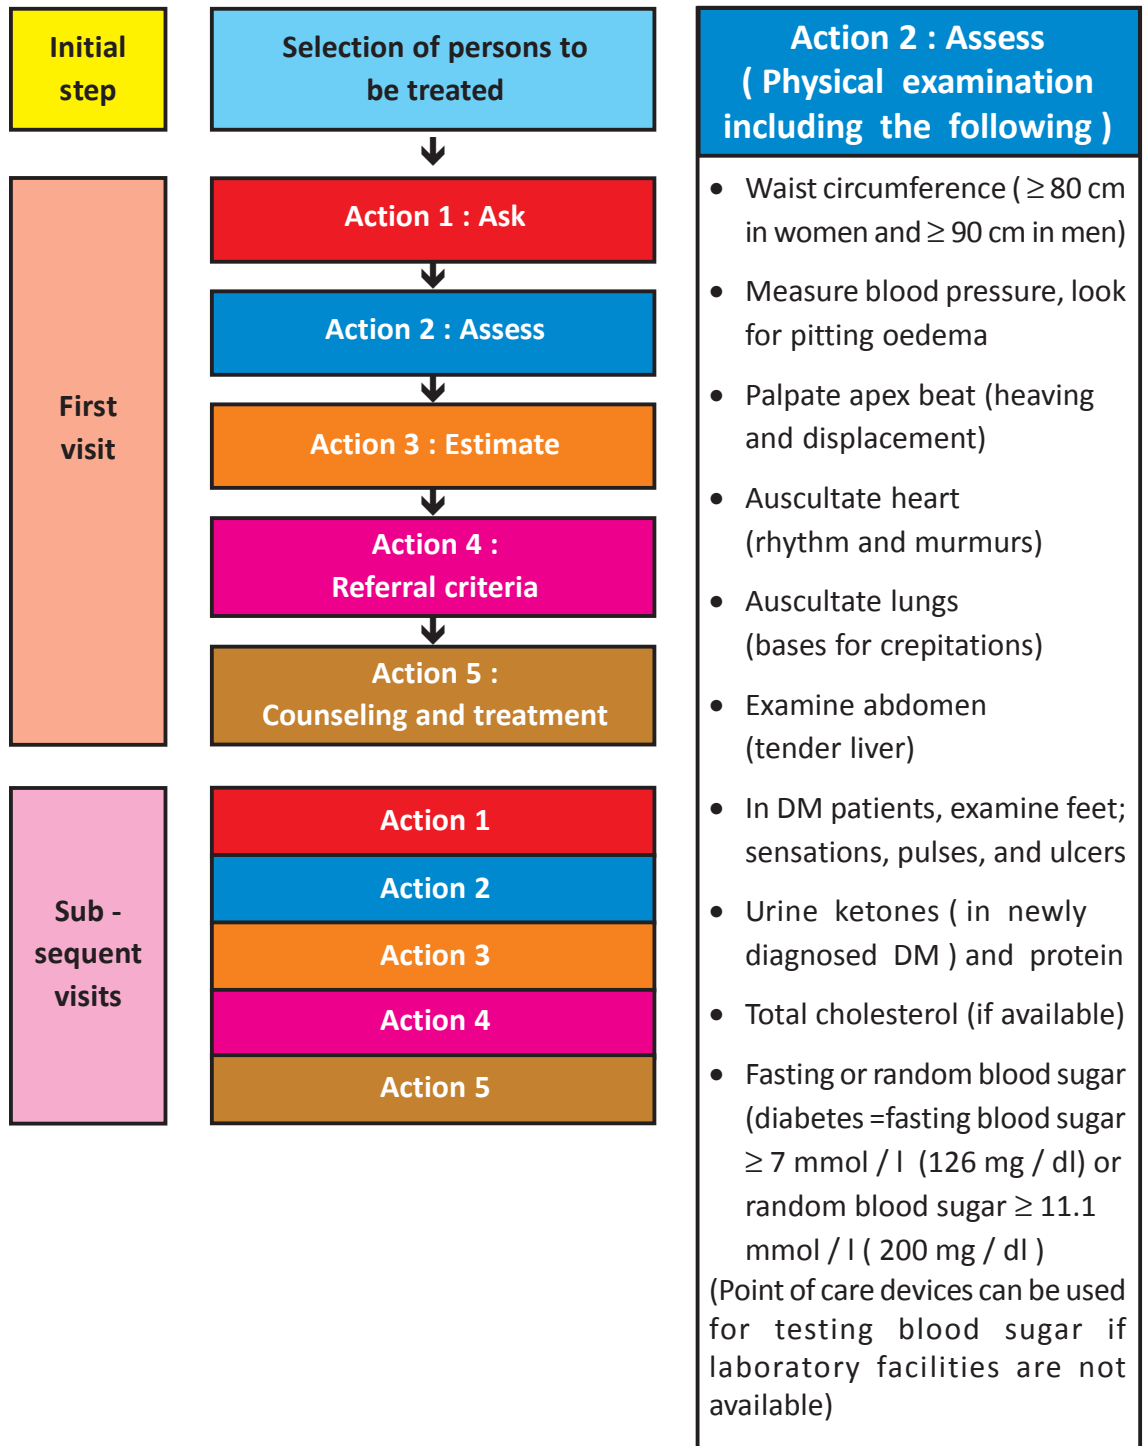 Initial
step
Selection of persons to
be treated
First
visit
Action 1 : Ask
Action 2 : Assess
Action 3 : Estimate
Action 4 :
Referral criteria
Action 5 :
Counseling and treatment
Sub -
sequent
visits
Action 1
Action 2
Action 3
Action 4
Action 5
Action 2 : Assess
( Physical examination
including the following )
• Waist circumference ( ≥ 80 cm
in women and ≥ 90 cm in men)
• Measure blood pressure, look
for pitting oedema
• Palpate apex beat (heaving
and displacement)
• Auscultate heart
(rhythm and murmurs)
• Auscultate lungs
(bases for crepitations)
• Examine abdomen
(tender liver)
• In DM patients, examine feet;
sensations, pulses, and ulcers
• Urine ketones ( in newly
diagnosed DM ) and protein
• Total cholesterol (if available)
• Fasting or random blood sugar
(diabetes =fasting blood sugar
≥ 7 mmol / l (126 mg / dl) or
random blood sugar ≥ 11.1
mmol / l ( 200 mg / dl )
(Point of care devices can be used
for testing blood sugar if
laboratory facilities are not
available)